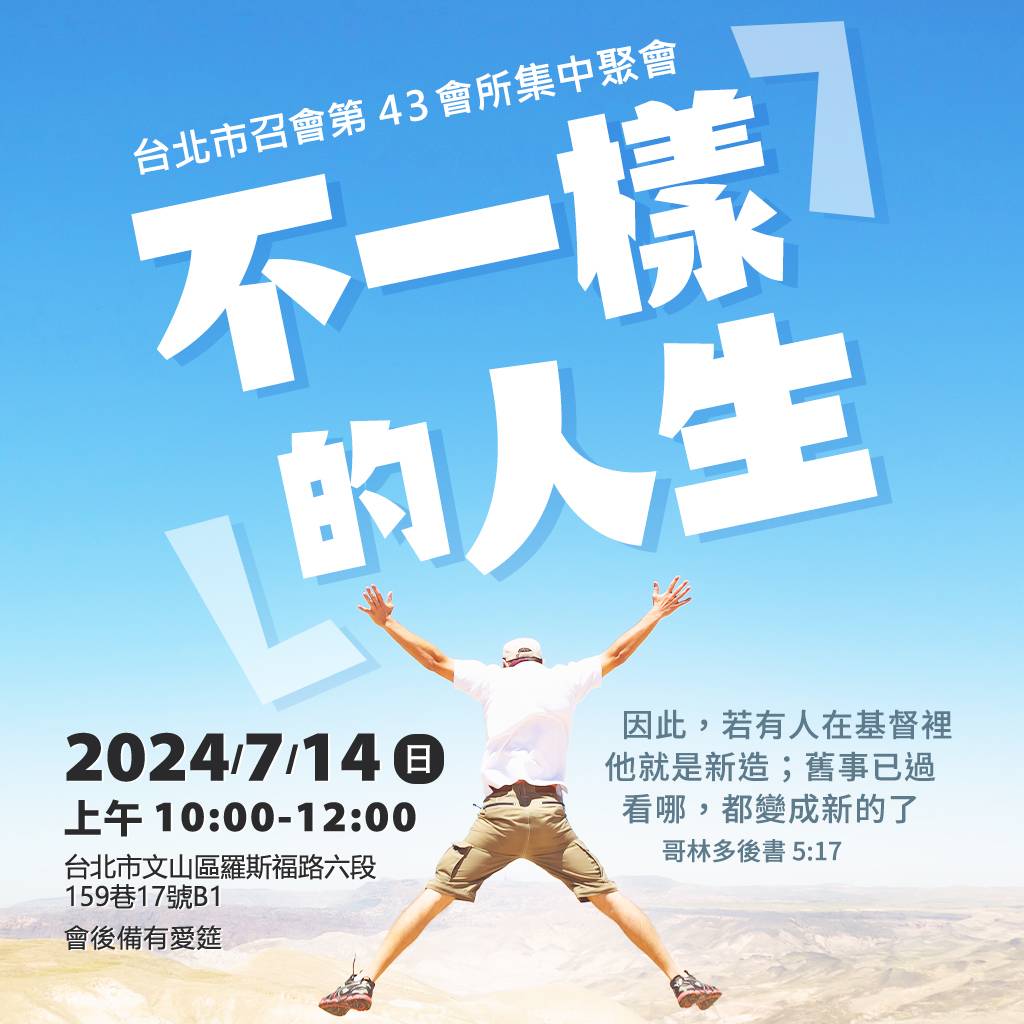 台北市召會第 43 會所集中聚會
「不一樣
的人生」
2024/7/14 日
上午 10:00-12:00
台北市文山區羅斯福路六段
159巷17號B1
會後備有愛筵
因此，若有人在基督裡
他就是新造；舊事已過
看哪，都變成新的了
哥林多後書 5:17